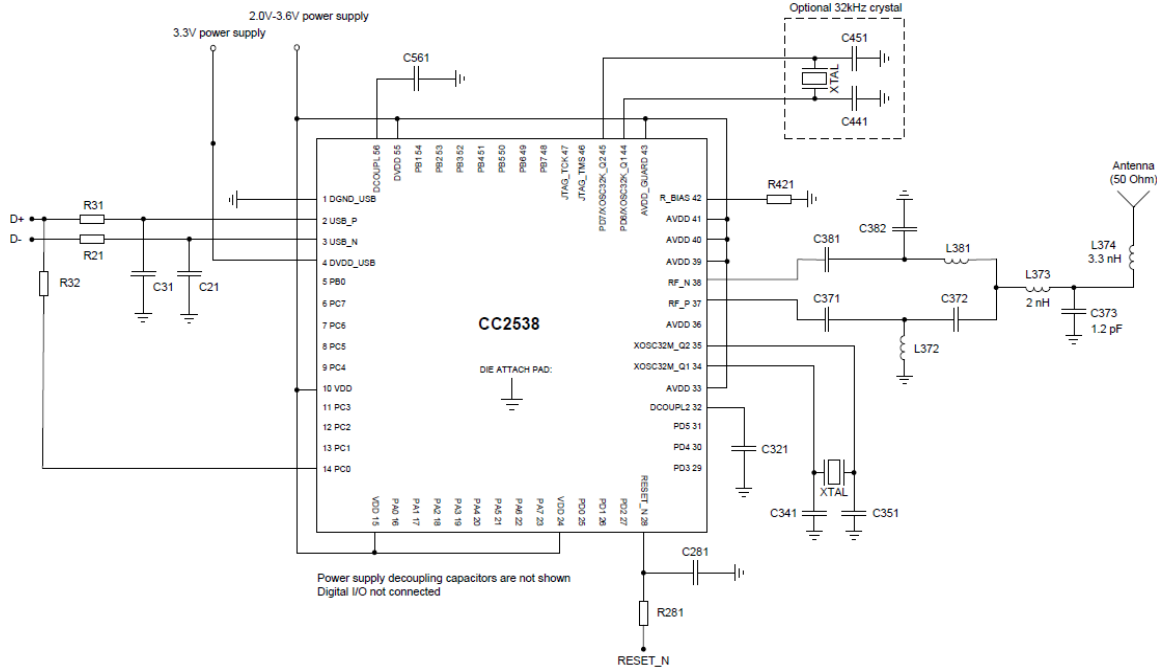 Optional 32kHz crystal
2.0V-3.6V power supply
3.3V power supply
C561
C451
XTAL
C441
DCOUPL 56
DVDD 55
PB1 54
PB2 53
PB3 52
PB4 51
PB5 50
PB6 49
PB7 48
JTAG_TCK 47
JTAG_TMS 46
PD7/XOSC32K_Q2 45
PD6/XOSC32K_Q1 44
AVDD_GUARD 43
Antenna
(50 Ohm)
D+
D-
R31
R21
R32
C31
C21
1 DGND_USB
2 USB_P
3 USB_N
4 DVDD_USB
5 PB0
6 PC7
7 PC6
8 PC5
9 PC4
10 VDD
11 PC3
12 PC2
13 PC1
14 PC0
CC2538
DIE ATTACH PAD:
R_BIAS 42
AVDD 41
AVDD 40
AVDD 39
RF_N 38
RF_P 37
AVDD 36
XOSC32M_Q2 35
XOSC32M_Q1 34
AVDD 33
DCOUPL2 32
PD5 31
PD4 30
PD3 29
R421
C381
C382
L381
L374
3.3 nH
L373
2 nH
C371
C372
C373
1.2 pF
L372
C321
XTAL
C341
C351
VDD 15
PA0 16
PA1 17
PA2 18
PA3 19
PA4 20
PA5 21
PA6 22
PA7 23
VDD 24
PD0 25
PD1 26
PD2 27
RESET_N 28
C281
Power supply decoupling capacitors are not shown
Digital I/O not connected
R281
RESET_N